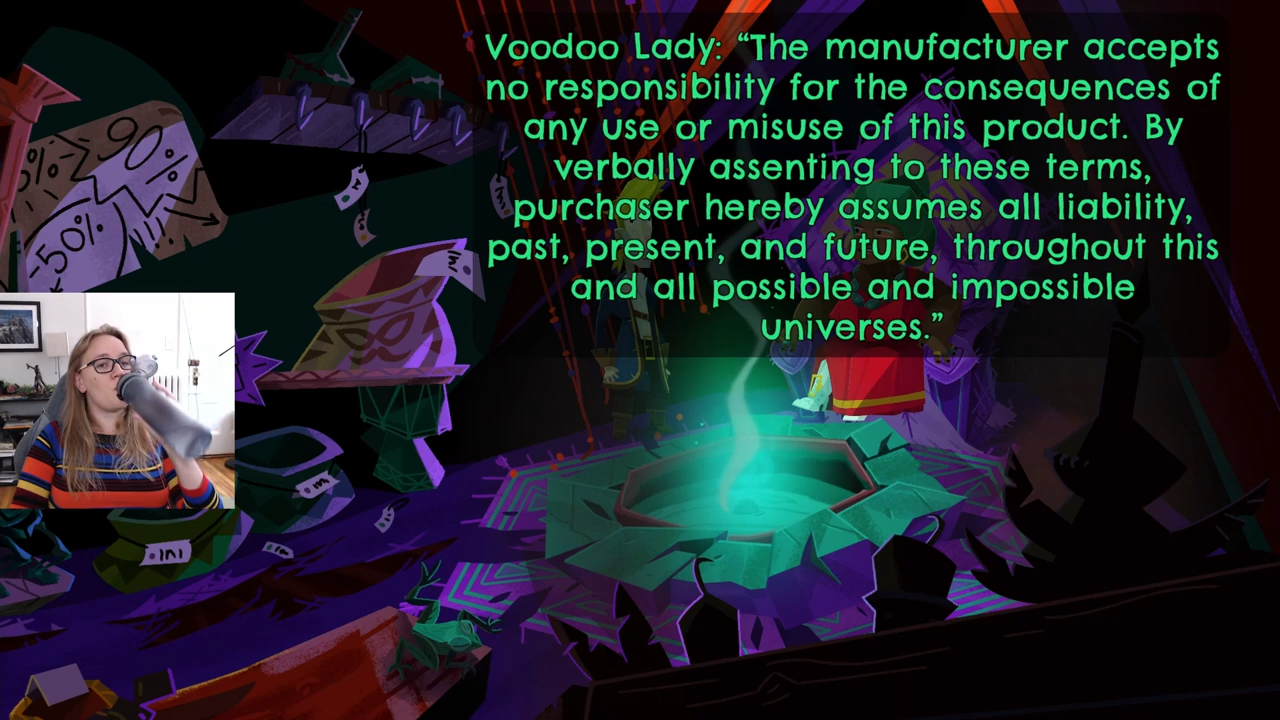 Voodoo Lady: “The manufacturer accepts
no responsibility for the consequences of
any use or misuse of this product. By
verbally assenting to these terms,
purchaser hereby assumes all liability,
past, present, and future, throughout this
and all possible and impossible
universes.”
90%
-50%